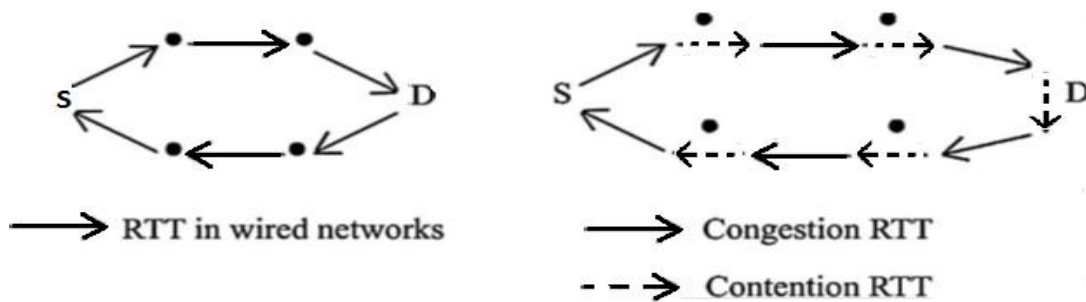 S
D
RTT in wired networks
S
D
Congestion RTT
Contention RTT